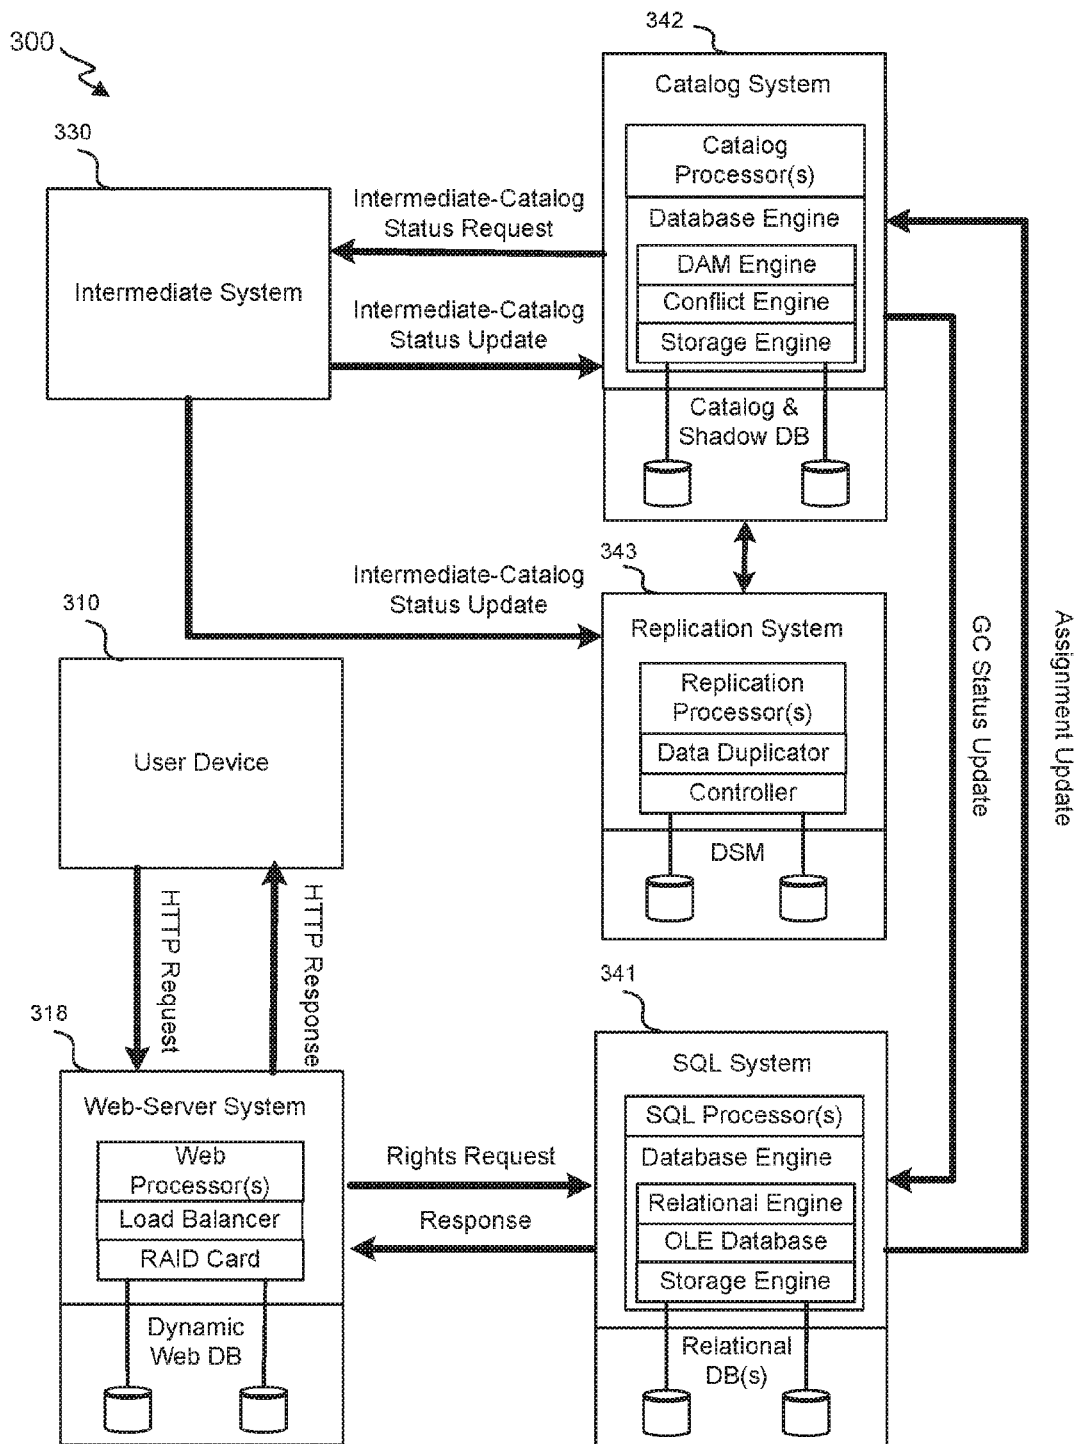 300
342
Catalog System
Catalog
Processor(s)
Database Engine
DAM Engine
Conflict Engine
Storage Engine
Catalog &
Shadow DB
330
Intermediate System
Intermediate-Catalog
Status Request
Intermediate-Catalog
Status Update
Intermediate-Catalog
Status Update
343
Replication System
Replication
Processor(s)
Data Duplicator
Controller
DSM
GC Status Update
Assignment Update
310
User Device
HTTP Request
HTTP Response
318
Web-Server System
Web
Processor(s)
Load Balancer
RAID Card
Dynamic
Web DB
Rights Request
Response
341
SQL System
SQL Processor(s)
Database Engine
Relational Engine
OLE Database
Storage Engine
Relational
DB(s)